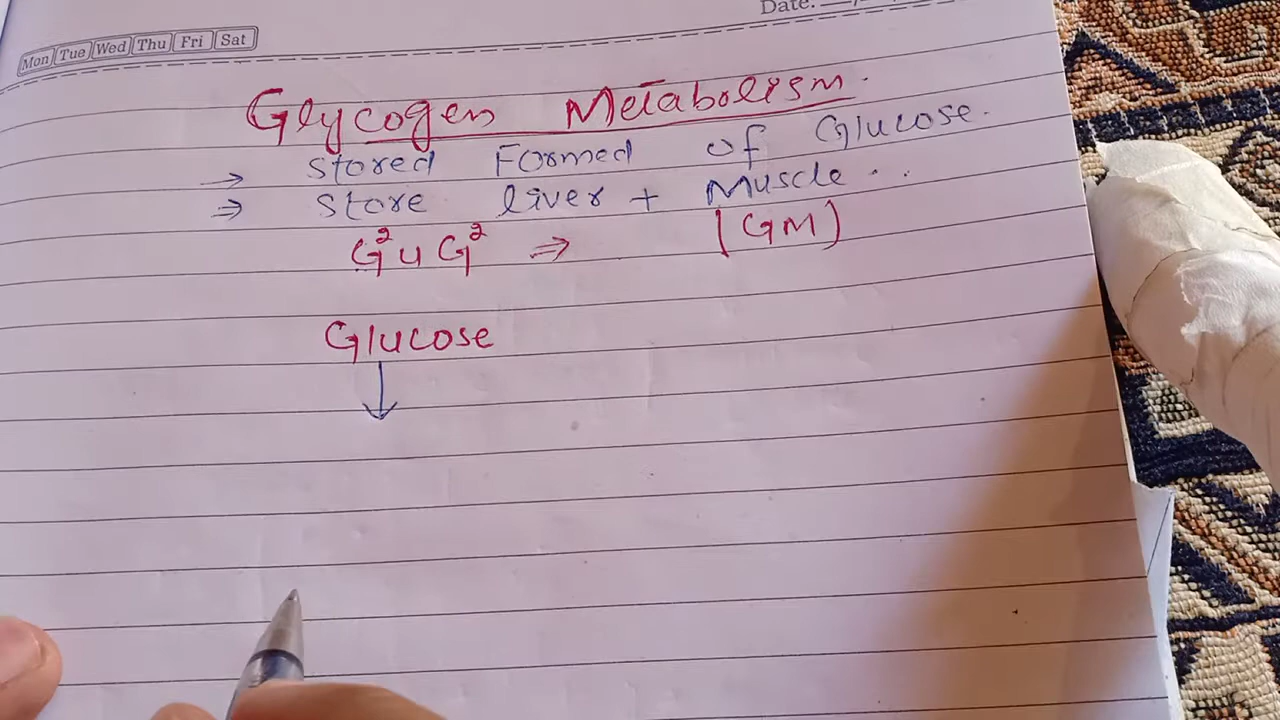 Date.
Mon Tue Wed Thu Fri Sat
Glycogen Metabolism.
→ Stored Formed of Glucose.
⇒ Store liver + Muscle...
G²uG² ⇒ (GM)
Glucose
↓